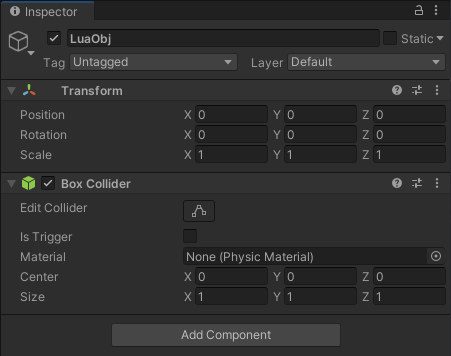 Inspector
LuaObj Static
Tag Untagged Layer Default
Transform
Position X 0 Y 0 Z 0
Rotation X 0 Y 0 Z 0
Scale X 1 Y 1 Z 1
Box Collider
Edit Collider
Is Trigger
Material None (Physic Material)
Center X 0 Y 0 Z 0
Size X 1 Y 1 Z 1
Add Component